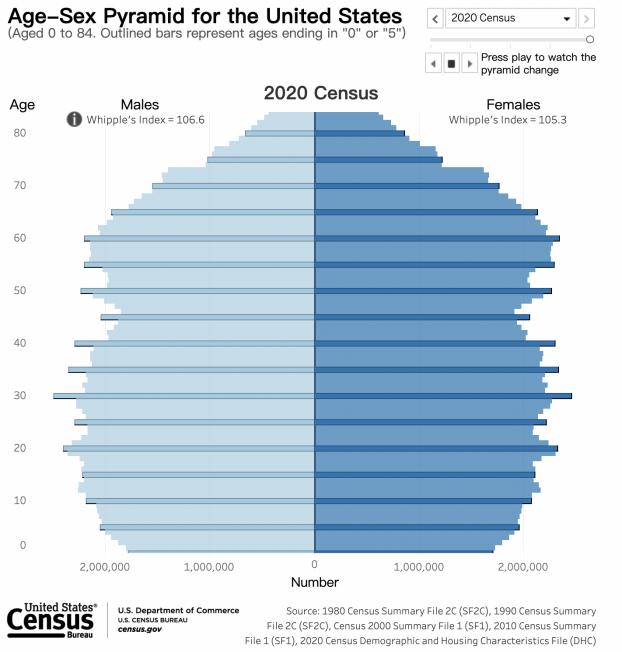 Age-Sex Pyramid for the United States
(Aged 0 to 84. Outlined bars represent ages ending in "0" or "5")
2020 Census
Press play to watch the
pyramid change
2020 Census
Age
Males
Females
Whipple's Index = 106.6
Whipple's Index = 105.3
80
70
60
50
40
30
20
10
0
2,000,000
1,000,000
0
1,000,000
2,000,000
Number
United States®
Census
Bureau
U.S. Department of Commerce
U.S. CENSUS BUREAU
census.gov
Source: 1980 Census Summary File 2C (SF2C), 1990 Census Summary
File 2C (SF2C), Census 2000 Summary File 1 (SF1), 2010 Census Summary
File 1 (SF1), 2020 Census Demographic and Housing Characteristics File (DHC)